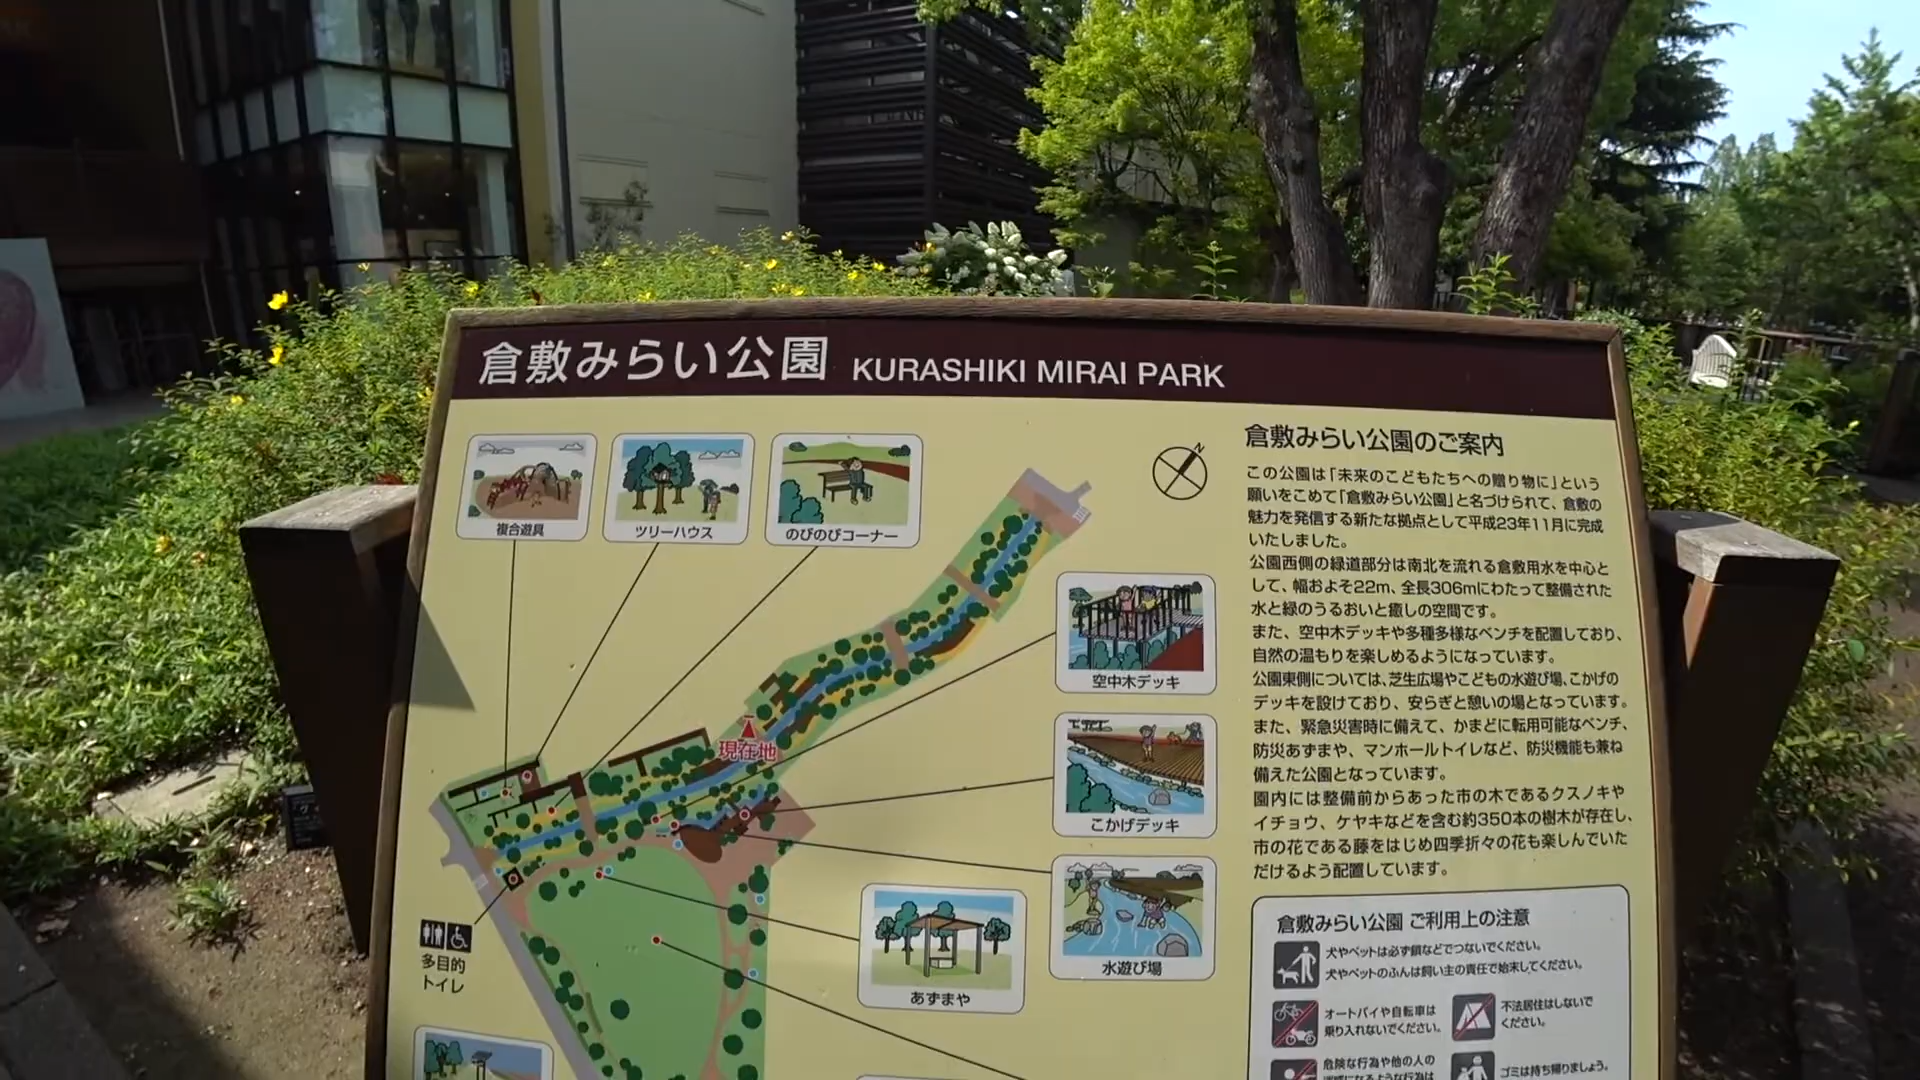 倉敷みらい公園 KURASHIKI MIRAI PARK
複合遊具
ツリーハウス
のびのびコーナー
N
空中木デッキ
現在地
こかげデッキ
水遊び場
あずまや
多目的
トイレ
倉敷みらい公園のご案内
この公園は「未来のこどもたちへの贈り物に」という
願いをこめて「倉敷みらい公園」と名づけられて、倉敷の
魅力を発信する新たな拠点として平成23年11月に完成
いたしました。
公園西側の緑道部分は南北を流れる倉敷用水を中心と
して、幅およそ22m、全長306mにわたって整備された
水と緑のうるおいと癒しの空間です。
また、空中木デッキや多種多様なベンチを配置しており、
自然の温もりを楽しめるようになっています。
公園東側については、芝生広場やこどもの水遊び場、こかげの
デッキを設けており、安らぎと憩いの場となっています。
また、緊急災害時に備えて、かまどに転用可能なベンチ、
防災あずまや、マンホールトイレなど、防災機能も兼ね
備えた公園となっています。
園内には整備前からあった市の木であるクスノキや
イチョウ、ケヤキなどを含む約350本の樹木が存在し、
市の花である藤をはじめ四季折々の花も楽しんでいた
だけるよう配置しています。
倉敷みらい公園 ご利用上の注意
犬やペットは必ず鎖などでつないでください。
犬やペットのふんは飼い主の責任で始末してください。
オートバイや自転車は
乗り入れないでください。
不法居住はしないで
ください。
危険な行為や他の人の
ゴミは持ち帰りましょう。